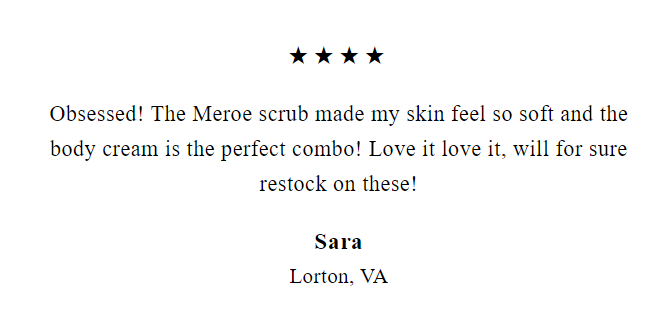 ★ ★ ★ ★
Obsessed! The Meroe scrub made my skin feel so soft and the
body cream is the perfect combo! Love it love it, will for sure
restock on these!
Sara
Lorton, VA